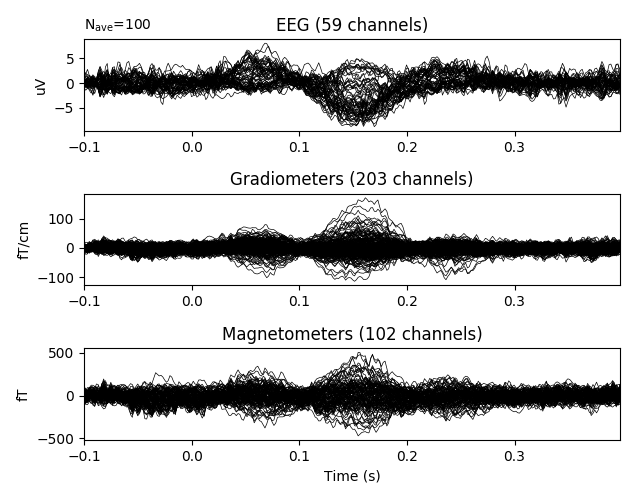 N_ave=100
EEG (59 channels)
5
0
−5
uV
−0.1 0.0 0.1 0.2 0.3
Gradiometers (203 channels)
100
0
−100
fT/cm
−0.1 0.0 0.1 0.2 0.3
Magnetometers (102 channels)
500
0
−500
fT
−0.1 0.0 0.1 0.2 0.3
Time (s)